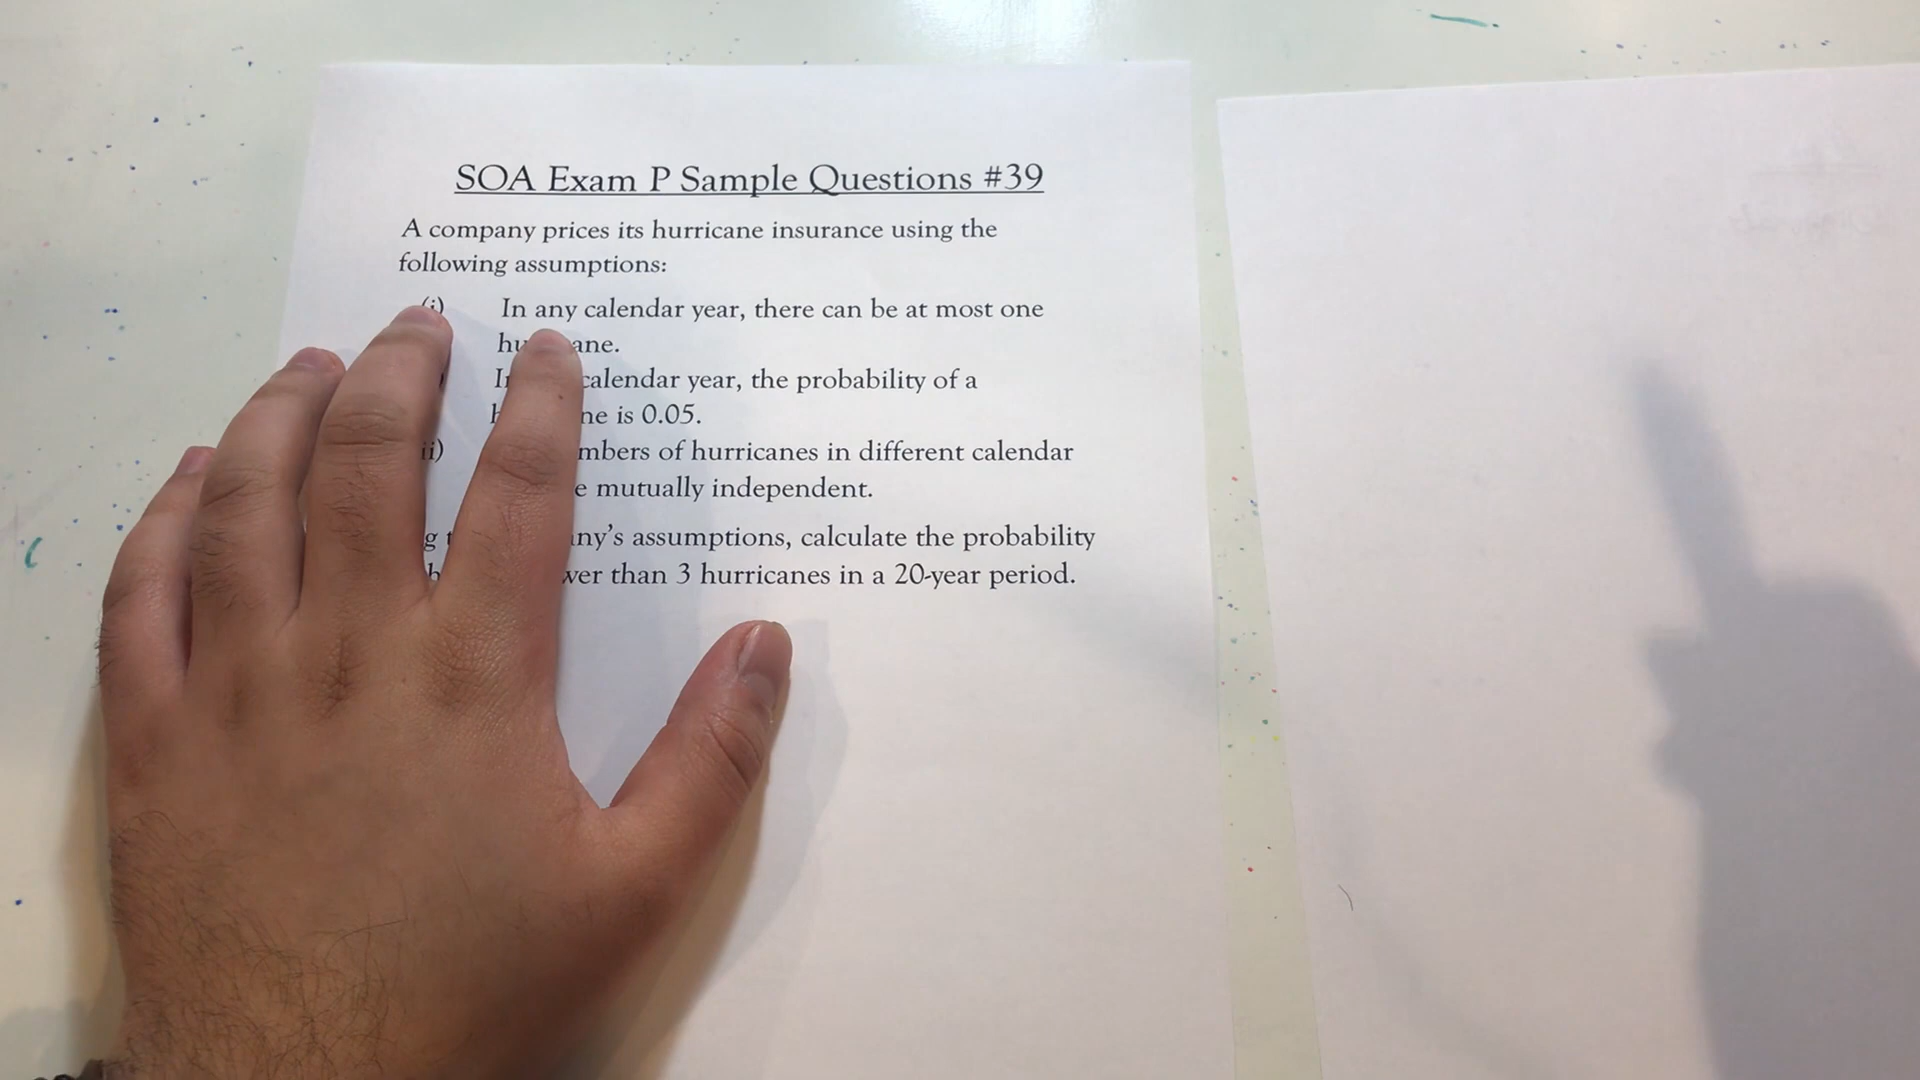 SOA Exam P Sample Questions #39
A company prices its hurricane insurance using the
following assumptions:
(i) In any calendar year, there can be at most one
ane.
calendar year, the probability of a
ne is 0.05.
ii) mbers of hurricanes in different calendar
e mutually independent.
g ny's assumptions, calculate the probability
wer than 3 hurricanes in a 20-year period.